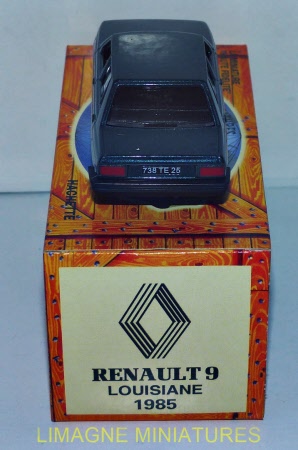 738 TE 25
HACHETTE
RENAULT 9
LOUISIANE
1985
LIMAGNE MINIATURES